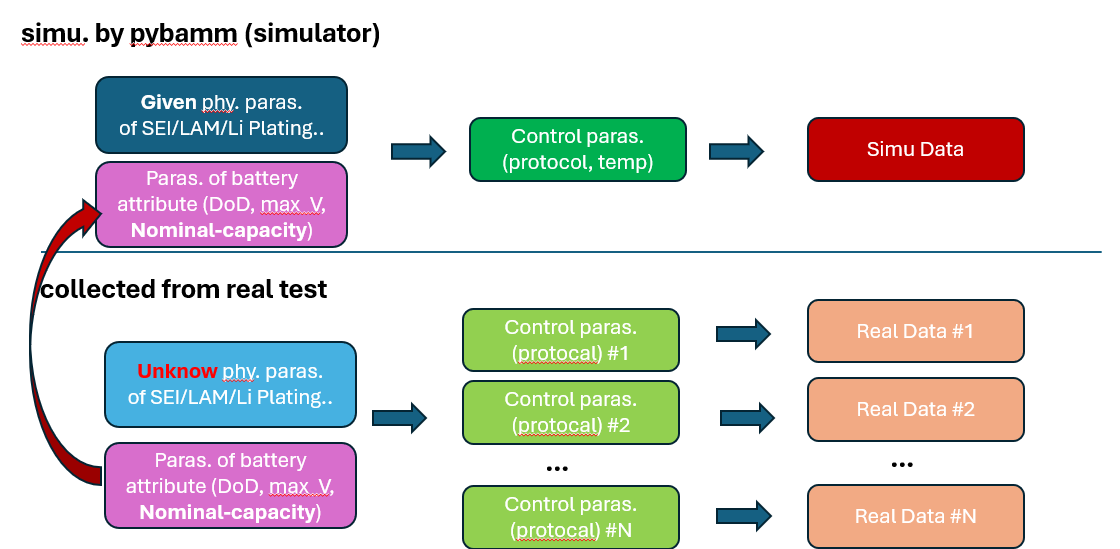 simu. by pybamm (simulator)
Given phy. paras.
of SEI/LAM/Li Plating..
Paras. of battery
attribute (DoD, max_V,
Nominal-capacity)
Control paras.
(protocol, temp)
Simu Data
collected from real test
Unknow phy. paras.
of SEI/LAM/Li Plating..
Paras. of battery
attribute (DoD, max_V,
Nominal-capacity)
Control paras.
(protocal) #1
Real Data #1
Control paras.
(protocal) #2
Real Data #2
...
...
Control paras.
(protocal) #N
Real Data #N